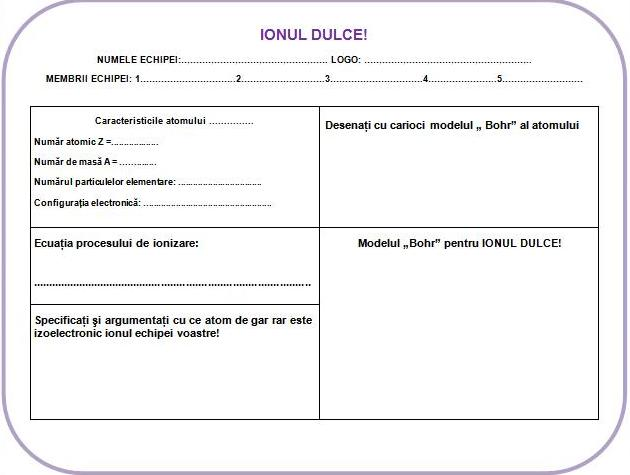 IONUL DULCE!
NUMELE ECHIPEI:................................................. LOGO: ........................................................
MEMBRII ECHIPEI: 1................................2............................3................................4........................5...........................
Caracteristicile atomului ...............
Număr atomic Z =...................
Număr de masă A = .............
Numărul particulelor elementare: ..................................
Configurația electronică: ....................................................
Desenați cu carioci modelul „ Bohr” al atomului
Ecuația procesului de ionizare:
............................................................................................
Modelul „Bohr” pentru IONUL DULCE!
Specificați şi argumentați cu ce atom de gar rar este
izoelectronic ionul echipei voastre!